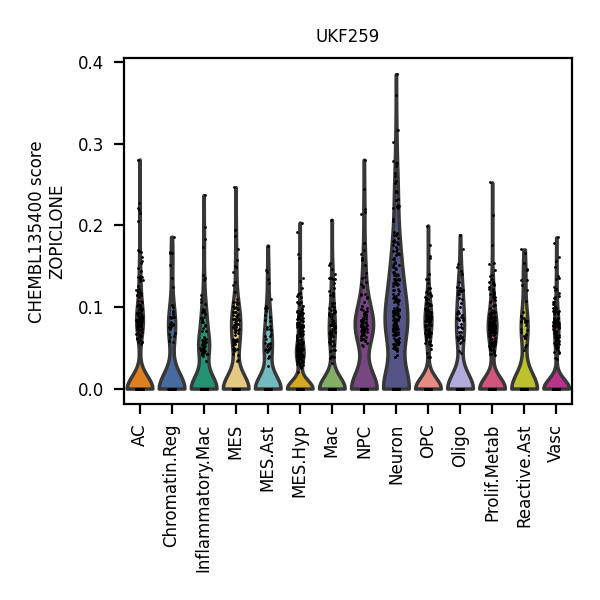 UKF259
CHEMBL135400 score
ZOPICLONE
0.4
0.3
0.2
0.1
0.0
AC
Chromatin.Reg
Inflammatory.Mac
MES
MES.Ast
MES.Hyp
Mac
NPC
Neuron
OPC
Oligo
Prolif.Metab
Reactive.Ast
Vasc